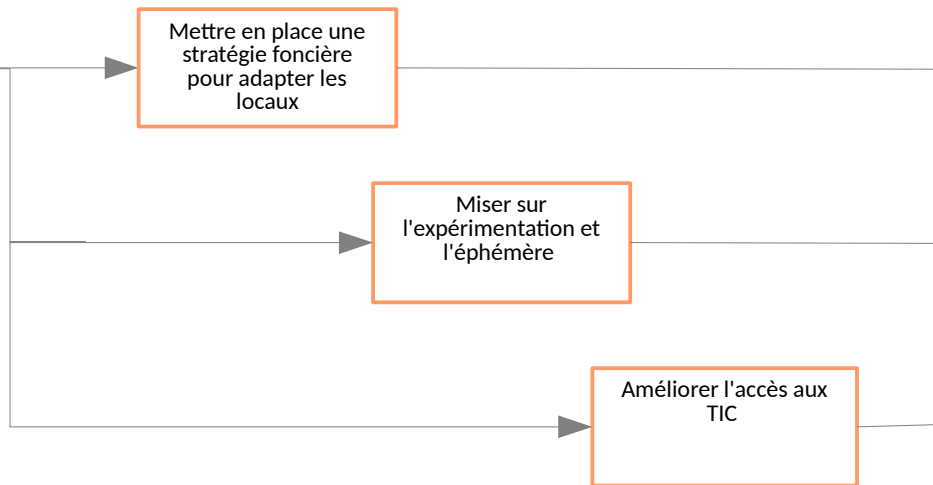 Mettre en place une
stratégie foncière
pour adapter les
locaux
Miser sur
l'expérimentation et
l'éphémère
Améliorer l'accès aux
TIC